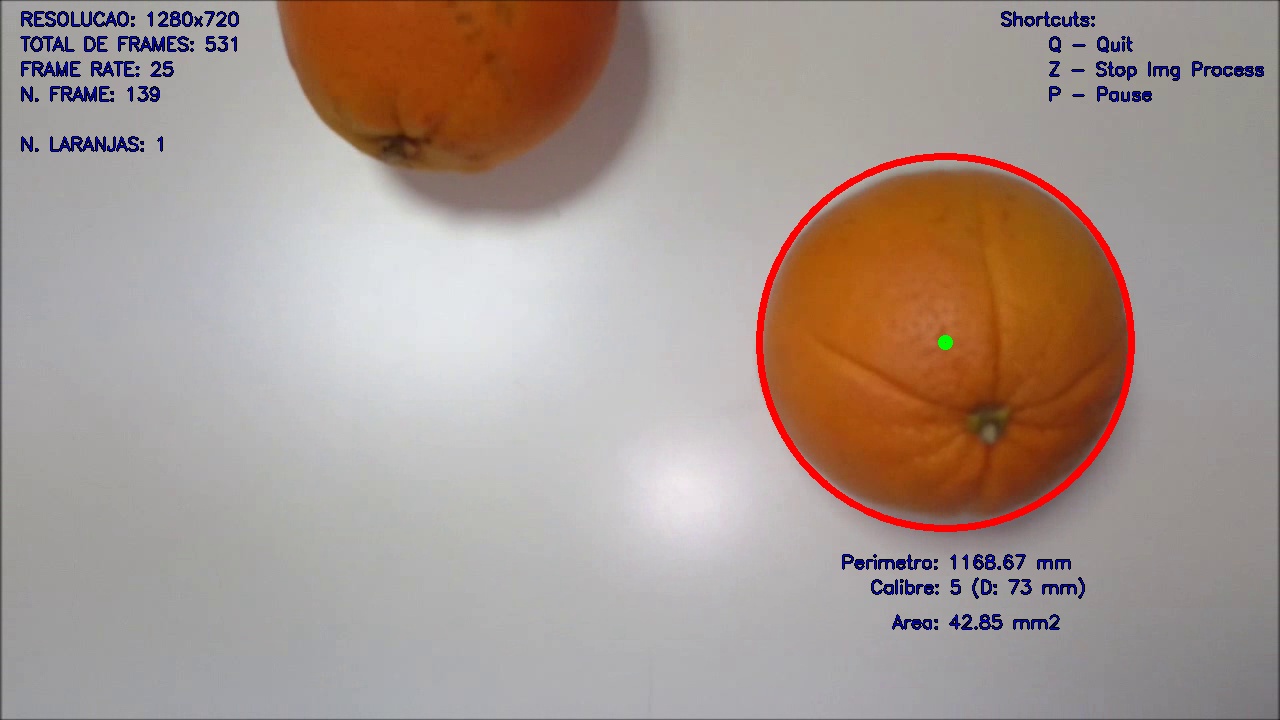 RESOLUCAO: 1280x720
TOTAL DE FRAMES: 531
FRAME RATE: 25
N. FRAME: 139
N. LARANJAS: 1
Shortcuts:
Q - Quit
Z - Stop Img Process
P - Pause
Perimetro: 1168.67 mm
Calibre: 5 (D: 73 mm)
Area: 42.85 mm2